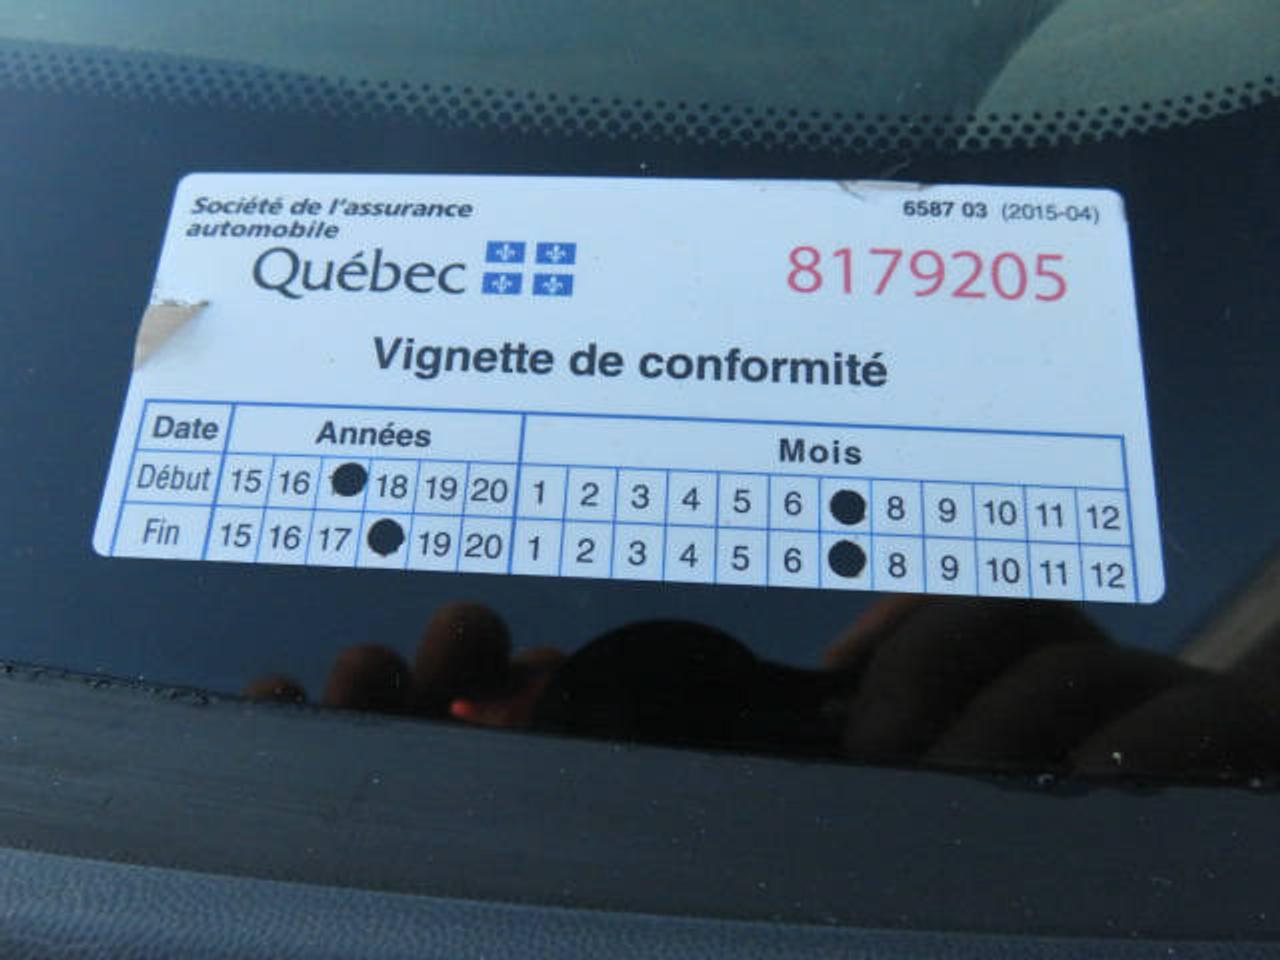 Société de l'assurance
automobile
Québec
6587 03 (2015-04)
8179205
Vignette de conformité
Date Années Mois
Début 15 16 18 19 20 1 2 3 4 5 6 8 9 10 11 12
Fin 15 16 17 19 20 1 2 3 4 5 6 8 9 10 11 12